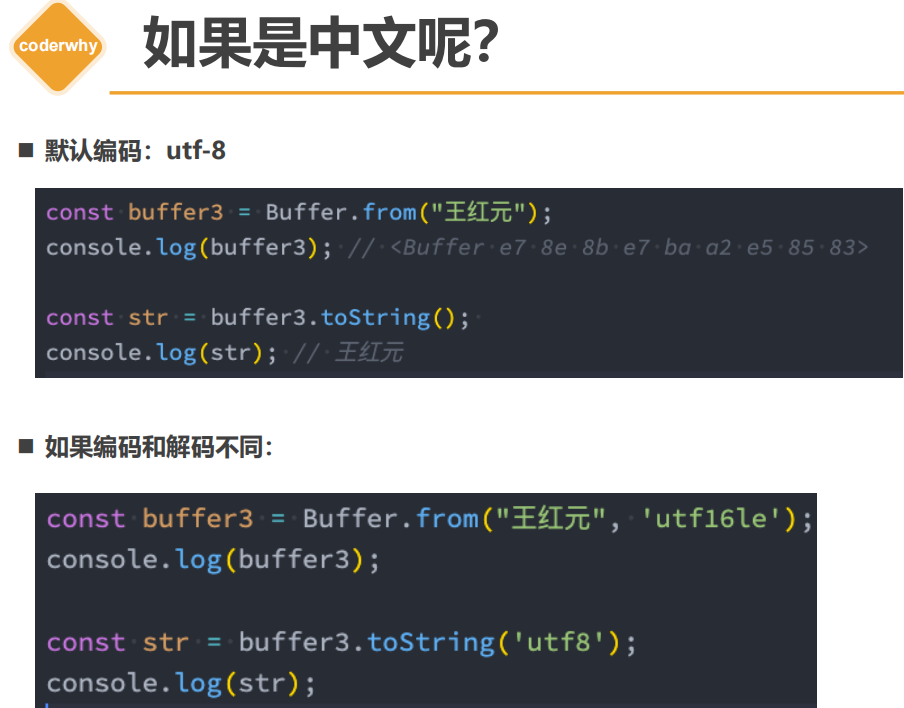 coderwhy
如果是中文呢?
■ 默认编码：utf-8
const buffer3 = Buffer.from("王红元");
console.log(buffer3); // <Buffer e7 8e 8b e7 ba a2 e5 85 83>
const str = buffer3.toString();
console.log(str); // 王红元
■ 如果编码和解码不同：
const buffer3 = Buffer.from("王红元", 'utf16le');
console.log(buffer3);
const str = buffer3.toString('utf8');
console.log(str);